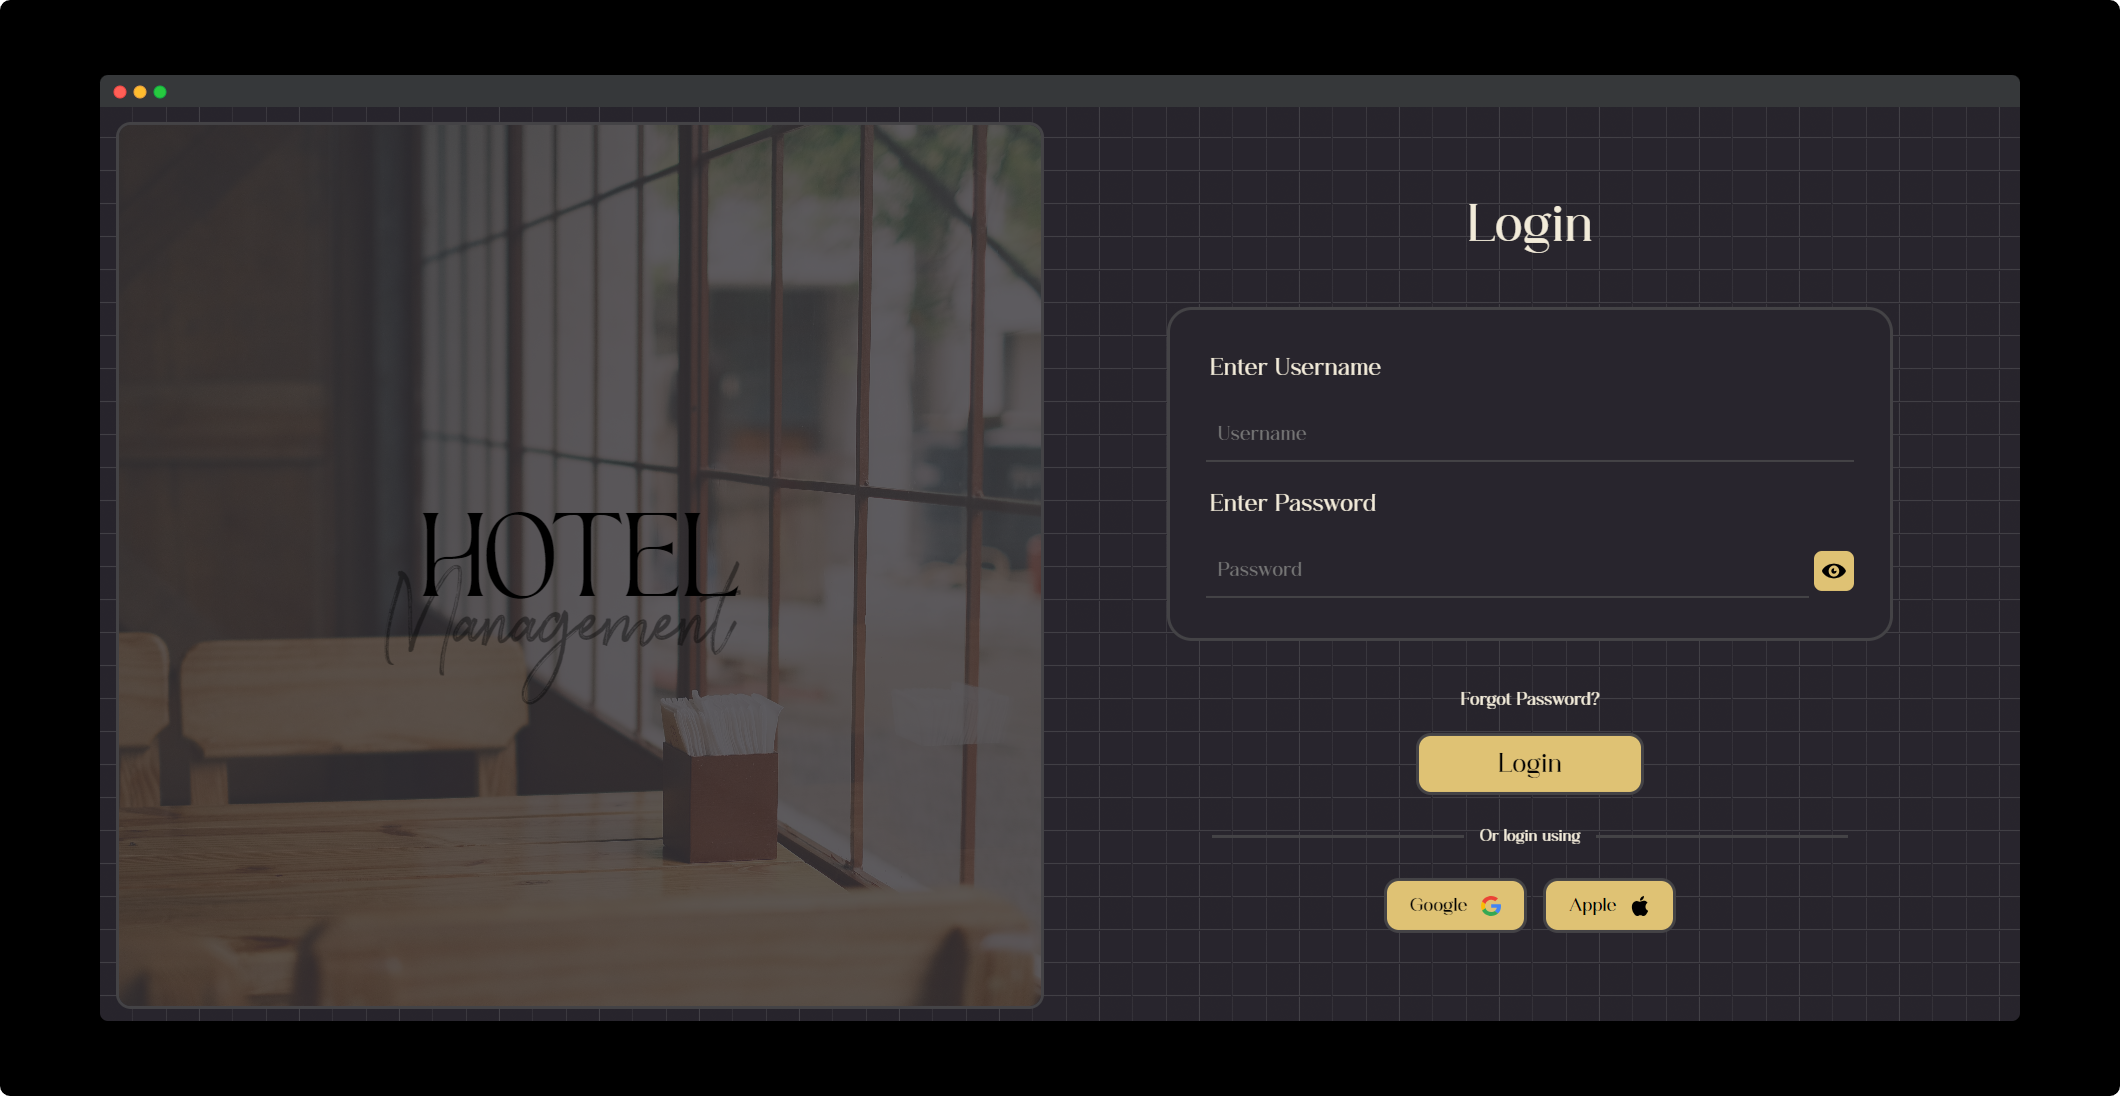 HOTEL
Management
Login
Enter Username
Username
Enter Password
Password
Forgot Password?
Login
Or login using
Google
Apple